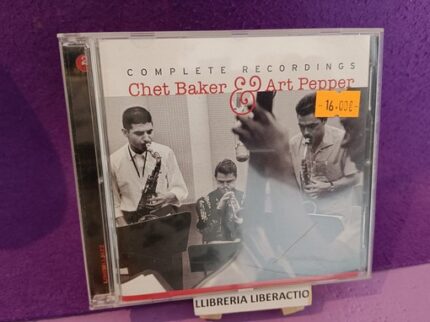 COMPLETE RECORDINGS
Chet Baker & Art Pepper
-16.00€-
LLIBRERIA LIBERACTIO